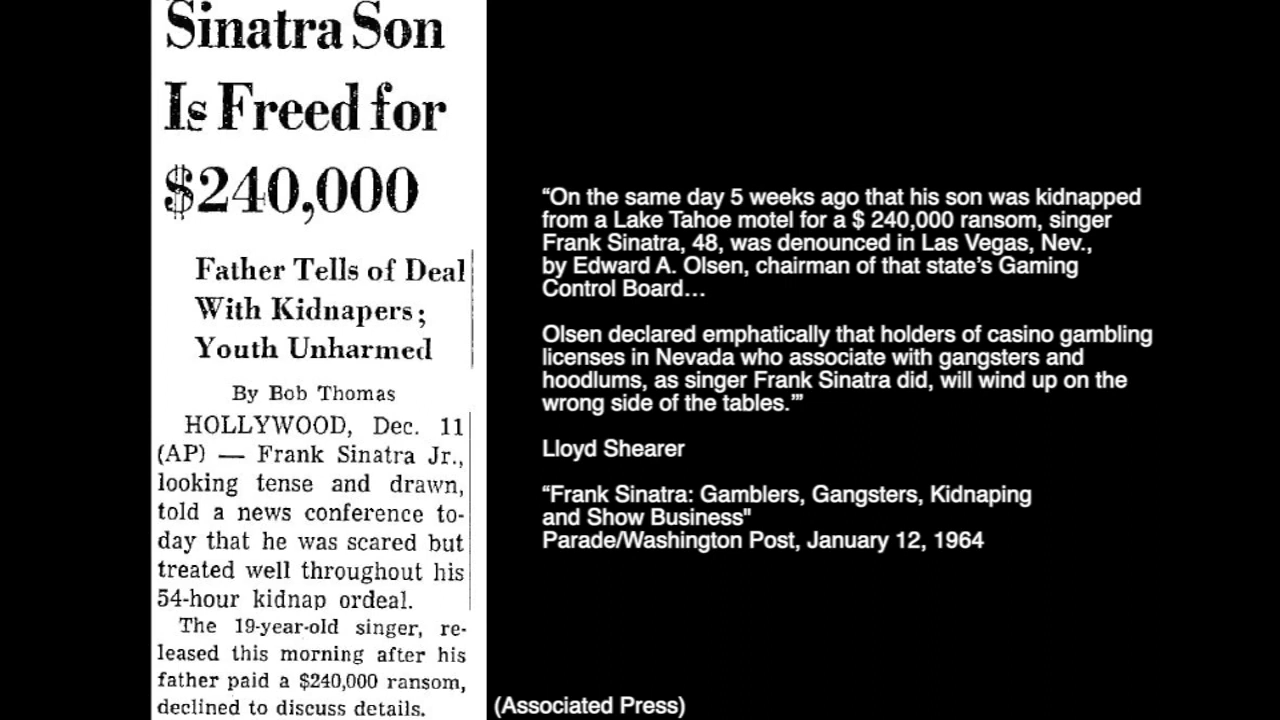 Sinatra Son
Is Freed for
$240,000
Father Tells of Deal
With Kidnapers;
Youth Unharmed
By Bob Thomas
HOLLYWOOD, Dec. 11
(AP) — Frank Sinatra Jr.,
looking tense and drawn,
told a news conference to-
day that he was scared but
treated well throughout his
54-hour kidnap ordeal.
The 19-year-old singer, re-
leased this morning after his
father paid a $240,000 ransom,
declined to discuss details.
“On the same day 5 weeks ago that his son was kidnapped
from a Lake Tahoe motel for a $ 240,000 ransom, singer
Frank Sinatra, 48, was denounced in Las Vegas, Nev.,
by Edward A. Olsen, chairman of that state’s Gaming
Control Board…
Olsen declared emphatically that holders of casino gambling
licenses in Nevada who associate with gangsters and
hoodlums, as singer Frank Sinatra did, will wind up on the
wrong side of the tables.’”
Lloyd Shearer
“Frank Sinatra: Gamblers, Gangsters, Kidnaping
and Show Business"
Parade/Washington Post, January 12, 1964
(Associated Press)